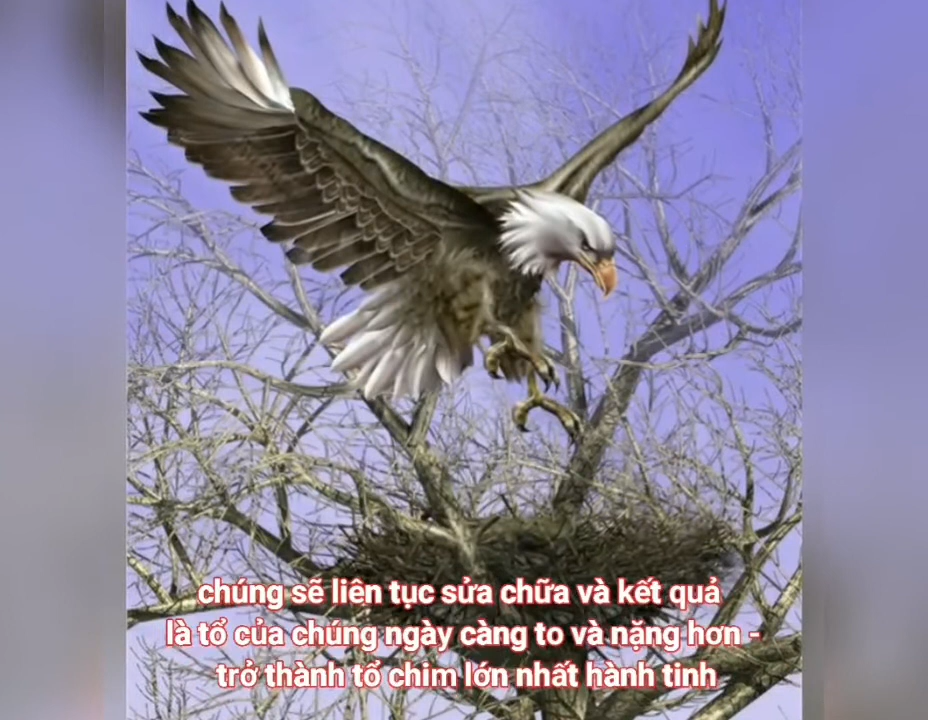 chúng sẽ liên tục sửa chữa và kết quả
là tổ của chúng ngày càng to và nặng hơn -
trở thành tổ chim lớn nhất hành tinh